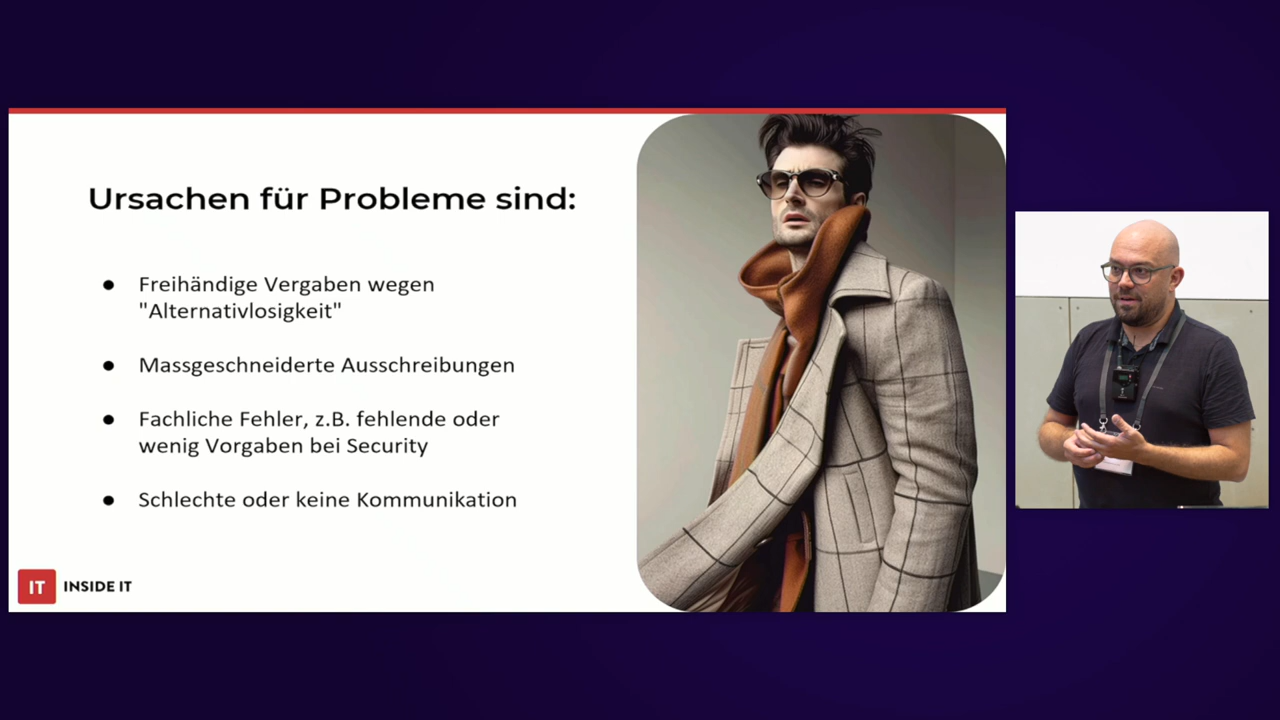 Ursachen für Probleme sind:
● Freihändige Vergaben wegen
"Alternativlosigkeit"
● Massgeschneiderte Ausschreibungen
● Fachliche Fehler, z.B. fehlende oder
wenig Vorgaben bei Security
● Schlechte oder keine Kommunikation
IT INSIDE IT